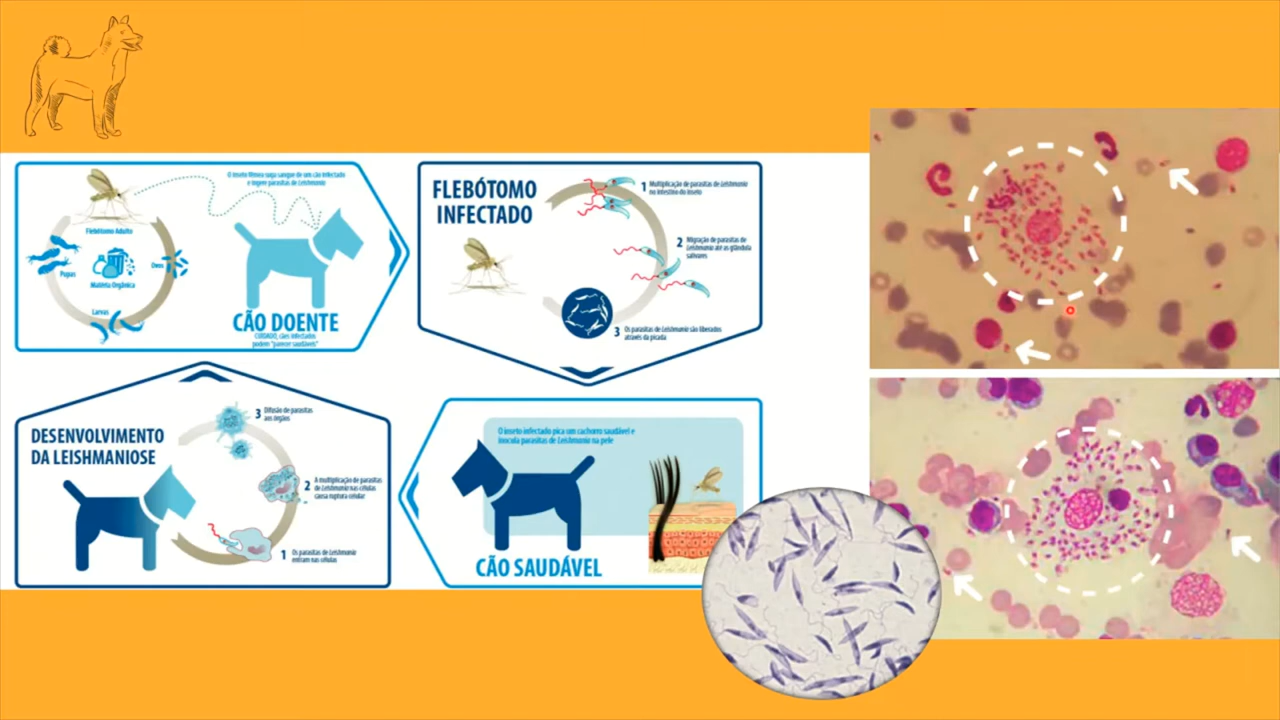 O inseto fêmea suga sangue de um cão infectado
e ingere parasitas de Leishmania
Flebótomo Adulto
Pupas
Ovos
Matéria Orgânica
Larvas
CÃO DOENTE
CUIDADO, cães infectados
podem "parecer saudáveis"
FLEBÓTOMO
INFECTADO
1 Multiplicação de parasitas de Leishmania
no intestino do inseto
2 Migração de parasitas de
Leishmania até as glândula
salivares
3 Os parasitas de Leishmania são liberados
através da picada
DESENVOLVIMENTO
DA LEISHMANIOSE
3 Difusão de parasitas
aos órgãos
2 A multiplicação de parasitas
de Leishmania nas células
causa ruptura celular
1 Os parasitas de Leishmania
entram nas células
O inseto infectado pica um cachorro saudável e
inocula parasitas de Leishmania na pele
CÃO SAUDÁVEL